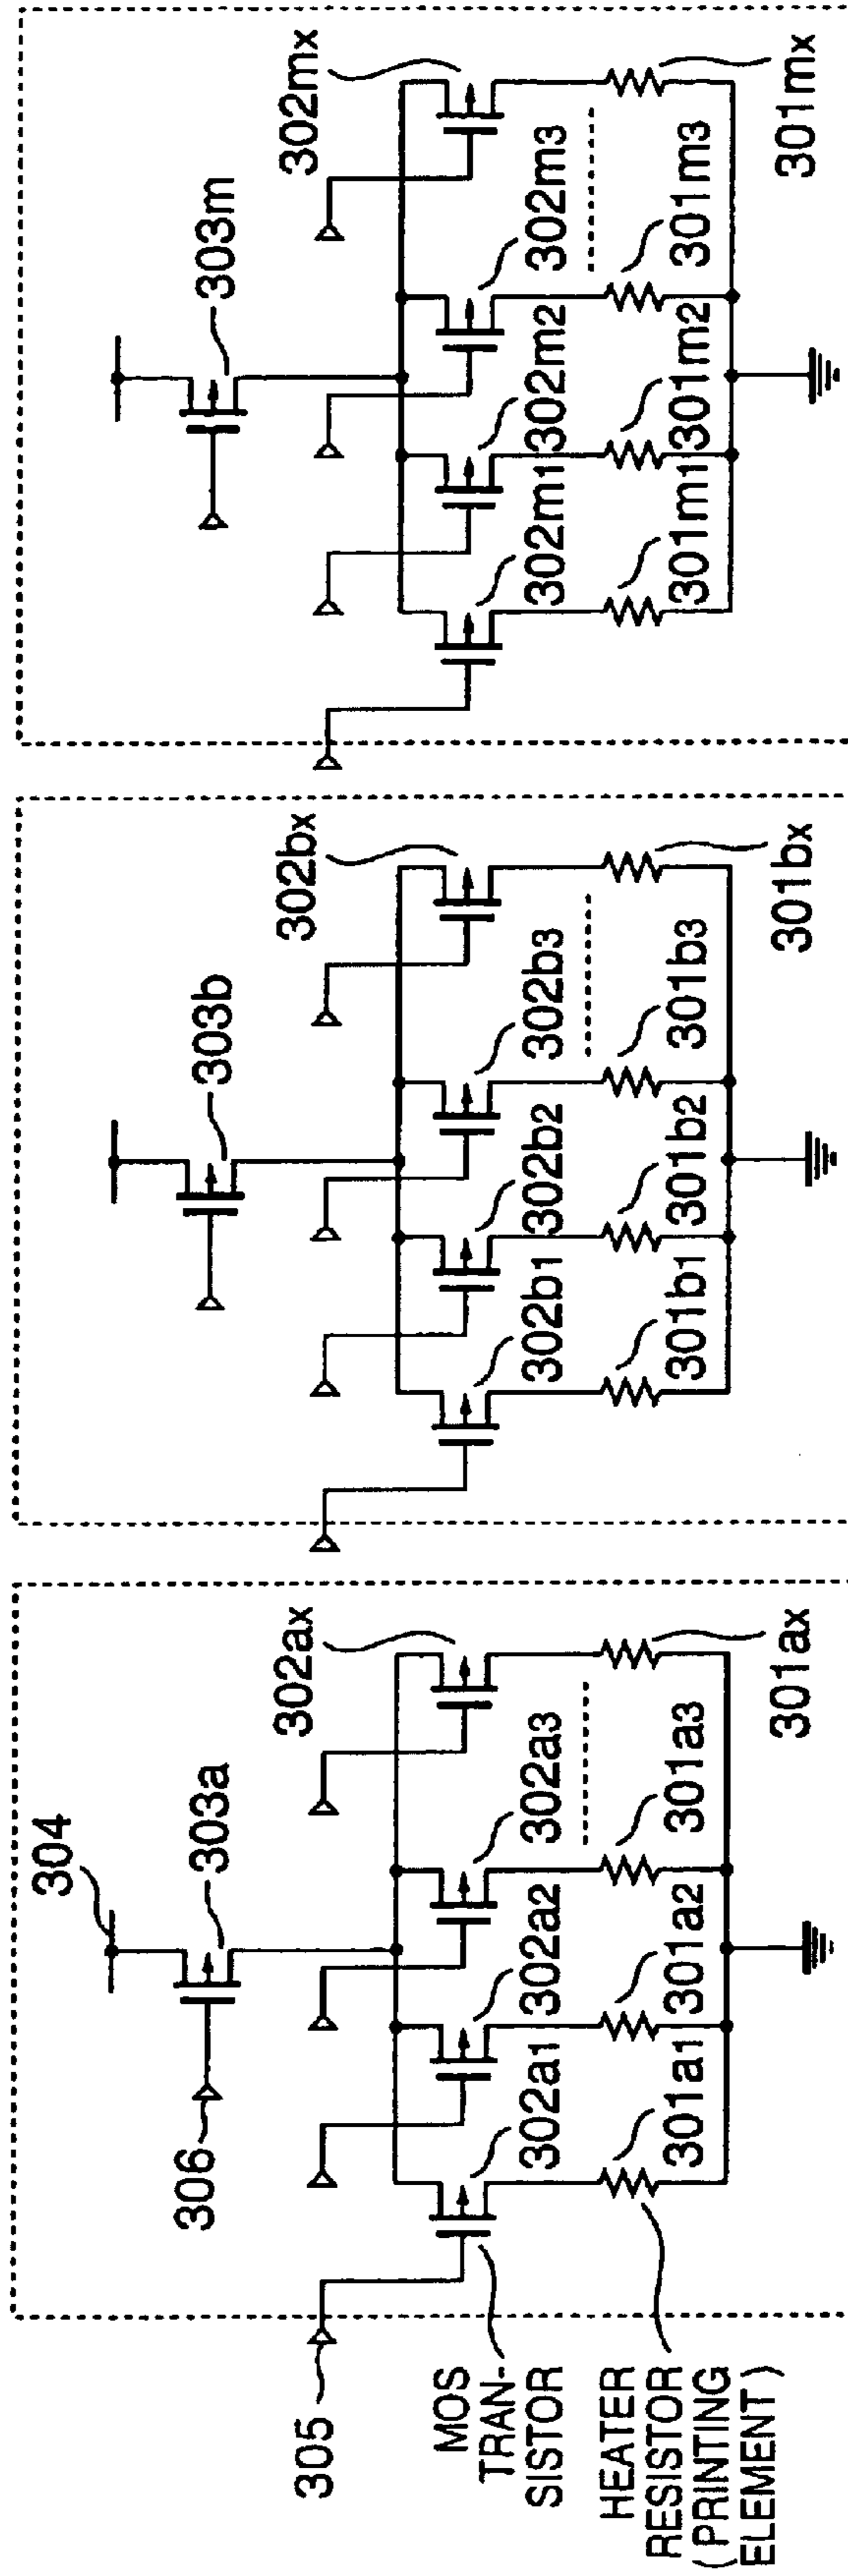 304
306
303a
302ax
305
302a1
302a2
302a3
MOS
TRAN-
SISTOR
301a1
301a2
301a3
HEATER
RESISTOR
(PRINTING
ELEMENT)
301ax
303b
302bx
302b1
302b2
302b3
301b1
301b2
301b3
301bx
303m
302mx
302m1
302m2
302m3
301m1
301m2
301m3
301mx